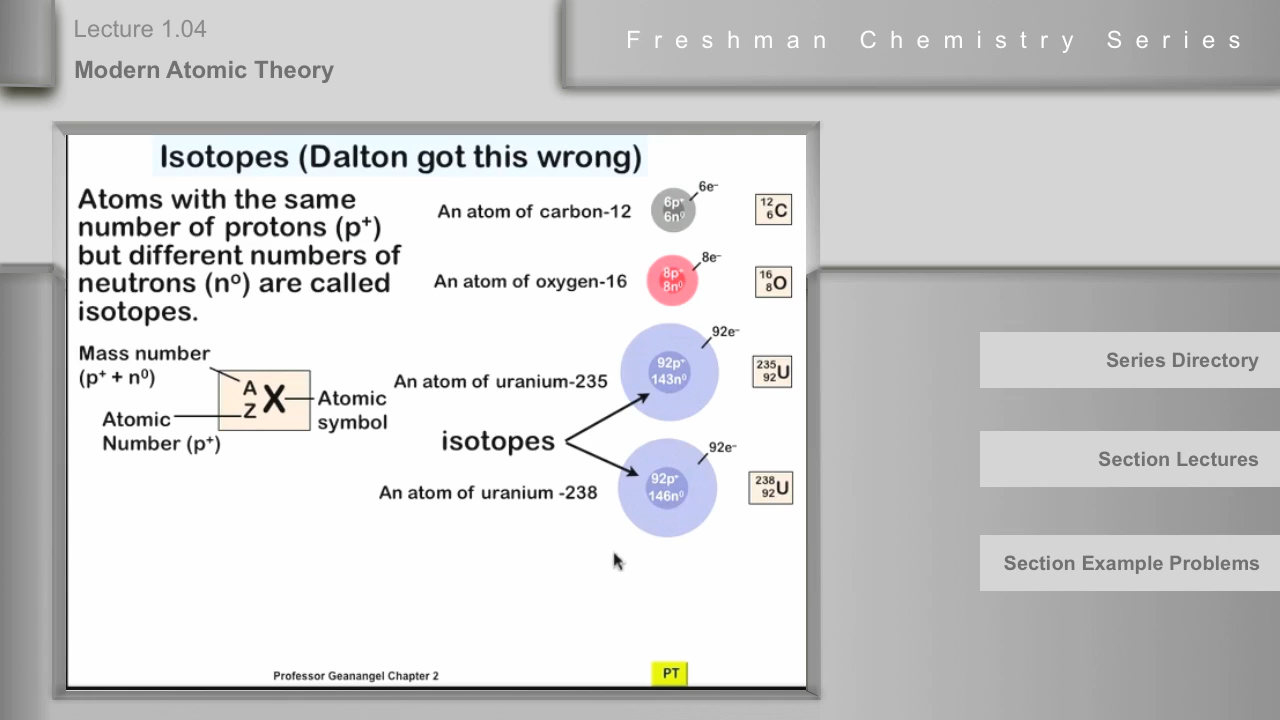 Lecture 1.04
Modern Atomic Theory
Freshman Chemistry Series
Isotopes (Dalton got this wrong)
Atoms with the same
number of protons (p⁺)
but different numbers of
neutrons (n⁰) are called
isotopes.
Mass number
(p⁺ + n⁰)
A
Z
X
Atomic
symbol
Atomic
Number (p⁺)
An atom of carbon-12
6p⁺
6n⁰
6e⁻
¹²₆C
An atom of oxygen-16
8p⁺
8n⁰
8e⁻
¹⁶₈O
An atom of uranium-235
92p⁺
143n⁰
92e⁻
²³⁵₉₂U
isotopes
An atom of uranium -238
92p⁺
146n⁰
92e⁻
²³⁸₉₂U
Professor Geanangel Chapter 2
PT
Series Directory
Section Lectures
Section Example Problems